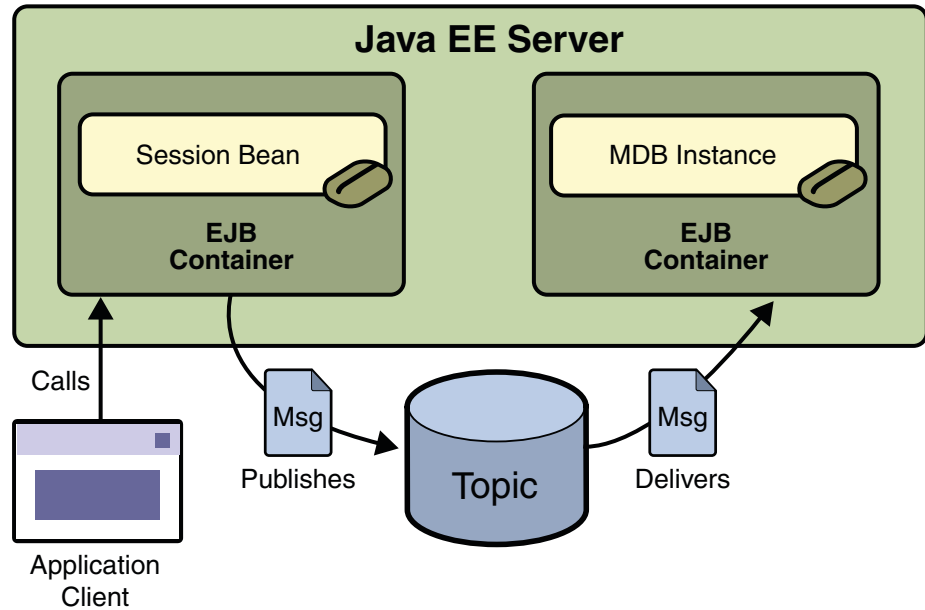 Java EE Server
Session Bean
EJB
Container
MDB Instance
EJB
Container
Calls
Msg
Publishes
Topic
Msg
Delivers
Application
Client